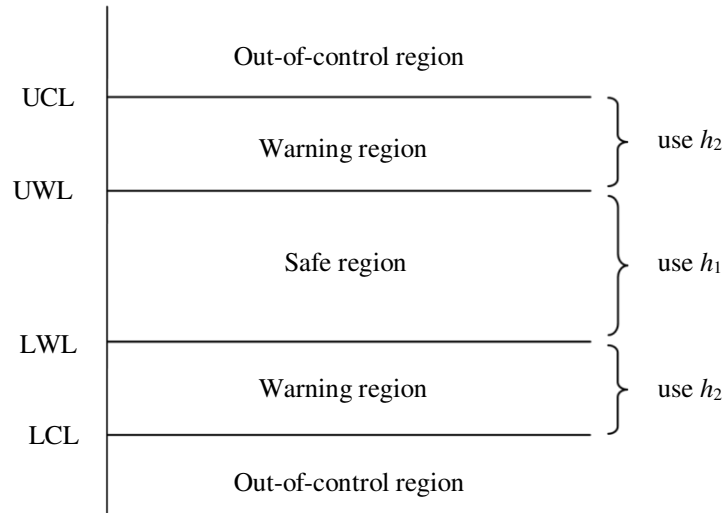 Out-of-control region
UCL
Warning region
use h₂
UWL
Safe region
use h₁
LWL
Warning region
use h₂
LCL
Out-of-control region